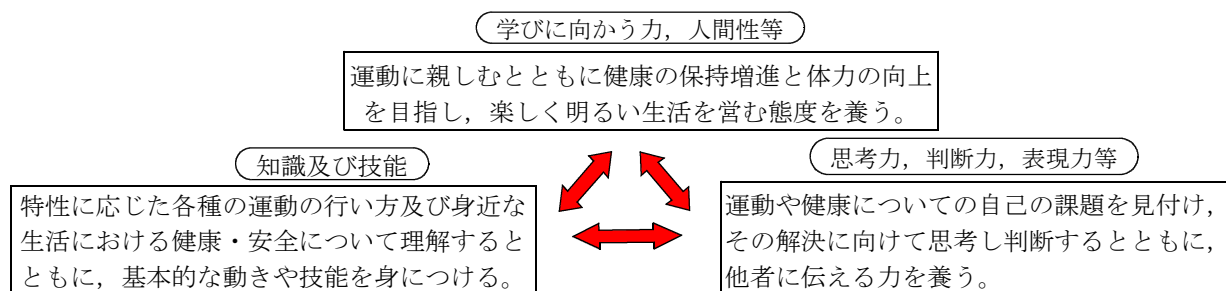 学びに向かう力，人間性等
運動に親しむとともに健康の保持増進と体力の向上
を目指し，楽しく明るい生活を営む態度を養う。
知識及び技能
特性に応じた各種の運動の行い方及び身近な
生活における健康・安全について理解すると
ともに，基本的な動きや技能を身につける。
思考力，判断力，表現力等
運動や健康についての自己の課題を見付け，
その解決に向けて思考し判断するとともに，
他者に伝える力を養う。